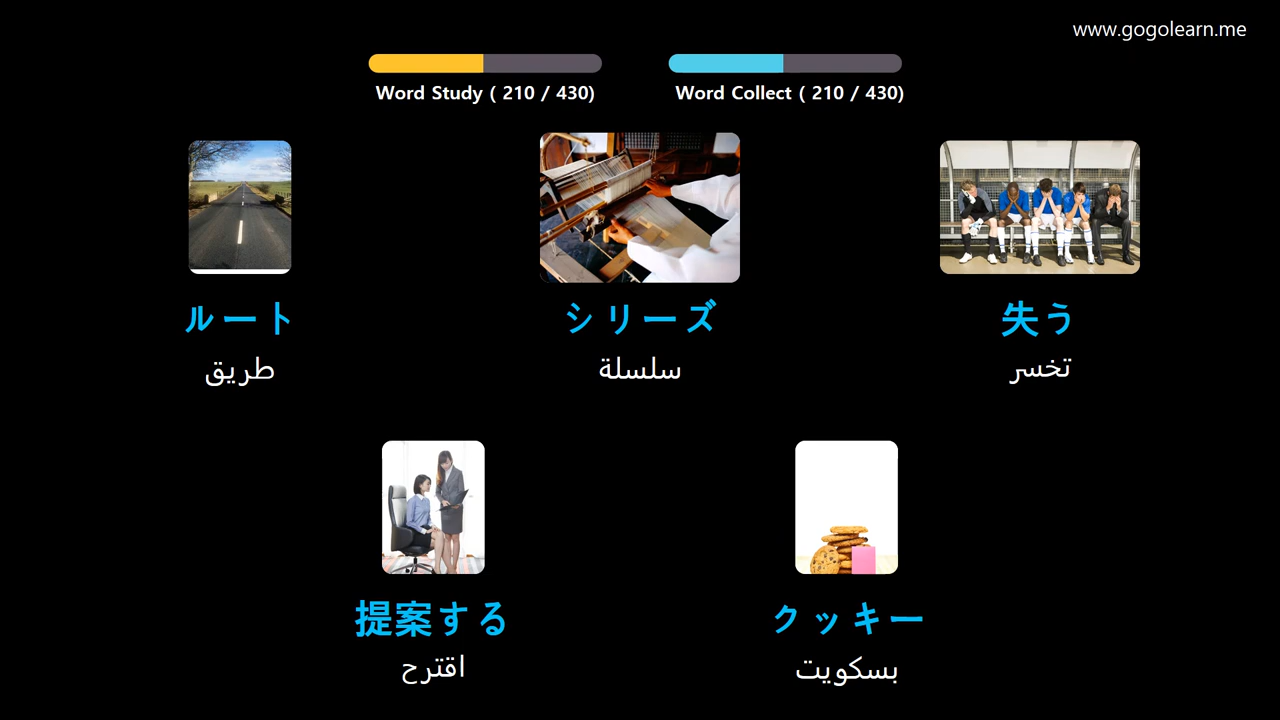 www.gogolearn.me
Word Study ( 210 / 430)
Word Collect ( 210 / 430)
ルート
طريق
シリーズ
سلسلة
失う
تخسر
提案する
اقترح
クッキー
بسكويت